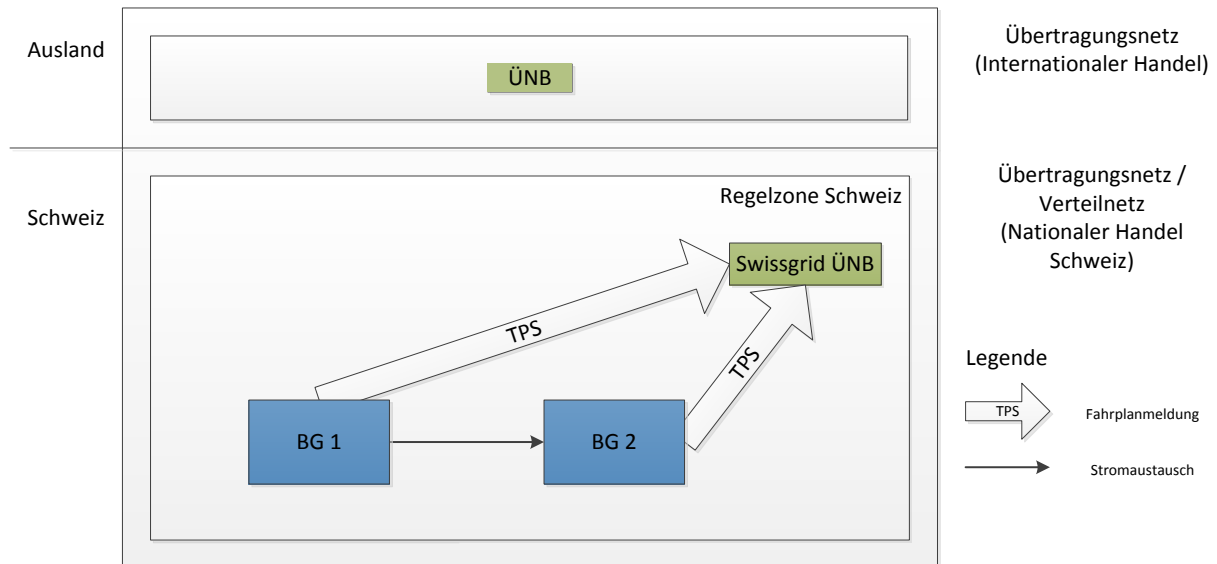 Ausland
ÜNB
Übertragungsnetz
(Internationaler Handel)
Schweiz
Regelzone Schweiz
Übertragungsnetz /
Verteilnetz
(Nationaler Handel
Schweiz)
Swissgrid ÜNB
TPS
TPS
BG 1
BG 2
Legende
TPS
Fahrplanmeldung
Stromaustausch